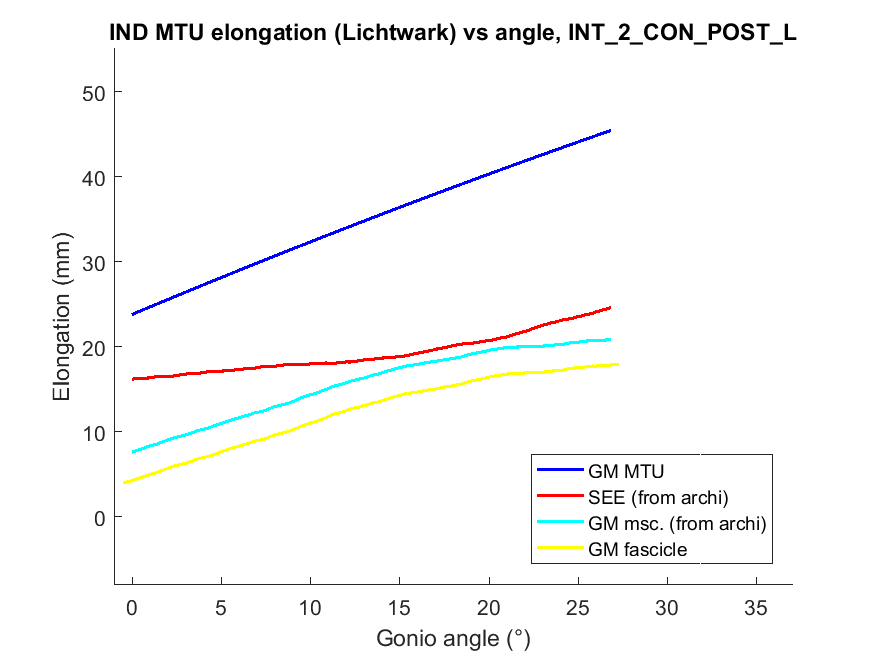 IND MTU elongation (Lichtwark) vs angle, INT_2_CON_POST_L
50
40
30
20
10
0
Elongation (mm)
GM MTU
SEE (from archi)
GM msc. (from archi)
GM fascicle
0 5 10 15 20 25 30 35
Gonio angle (°)